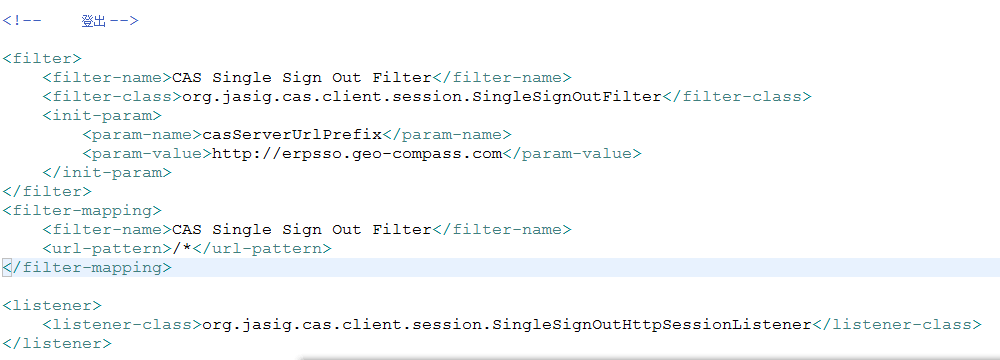 <!--    登出 -->
<filter>
    <filter-name>CAS Single Sign Out Filter</filter-name>
    <filter-class>org.jasig.cas.client.session.SingleSignOutFilter</filter-class>
    <init-param>
        <param-name>casServerUrlPrefix</param-name>
        <param-value>http://erpsso.geo-compass.com</param-value>
    </init-param>
</filter>
<filter-mapping>
    <filter-name>CAS Single Sign Out Filter</filter-name>
    <url-pattern>/*</url-pattern>
</filter-mapping>
<listener>
    <listener-class>org.jasig.cas.client.session.SingleSignOutHttpSessionListener</listener-class>
</listener>